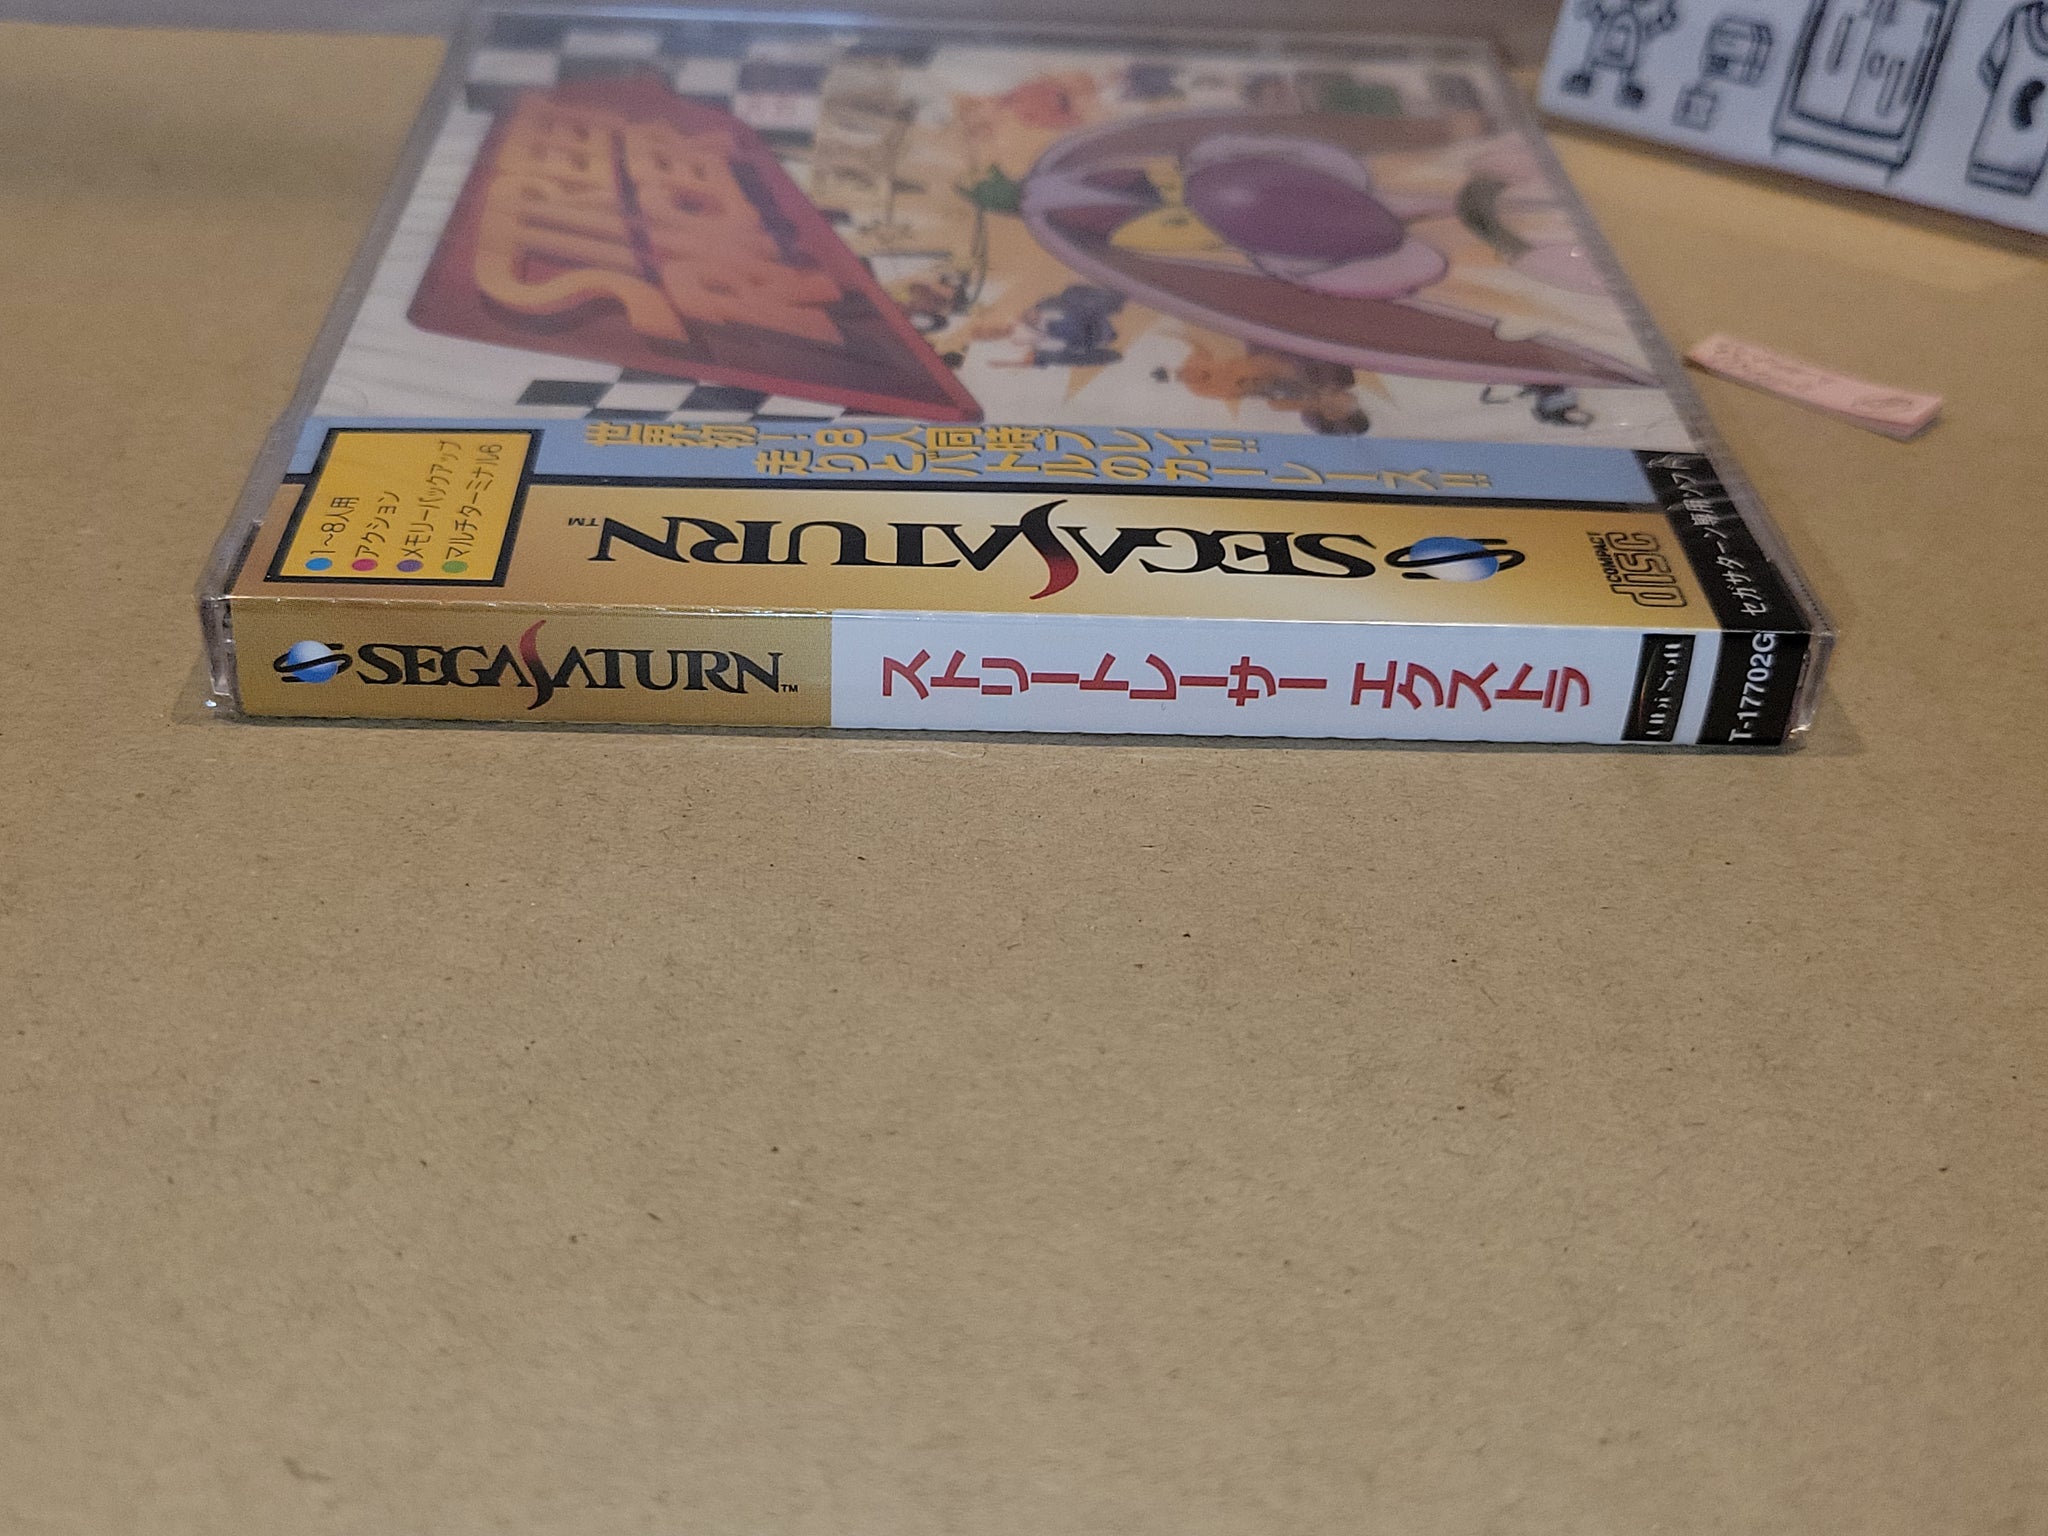 STREET
RACER
世界初！8人同時プレイ!!
走りとバトルのカーレース!!
1〜8人用
アクション
メモリーバックアップ
マルチターミナル6
SEGA SATURN™
COMPACT
disc
セガサターン専用ソフト
SEGA SATURN™
ストリートレーサー エクストラ
Ubi Soft
T-17702G